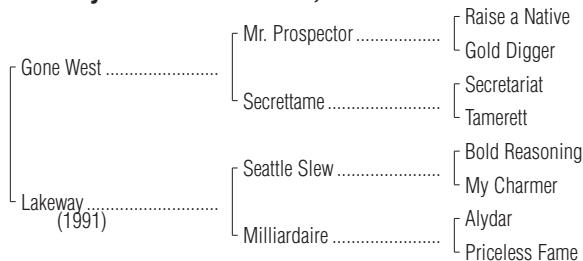 Raise a Native
Mr. Prospector ....................
Gold Digger
Gone West ..........................
Secretariat
Secrettame ..........................
Tamerett
Bold Reasoning
Seattle Slew ........................
My Charmer
Lakeway ..............................
(1991)
Alydar
Milliardaire .........................
Priceless Fame